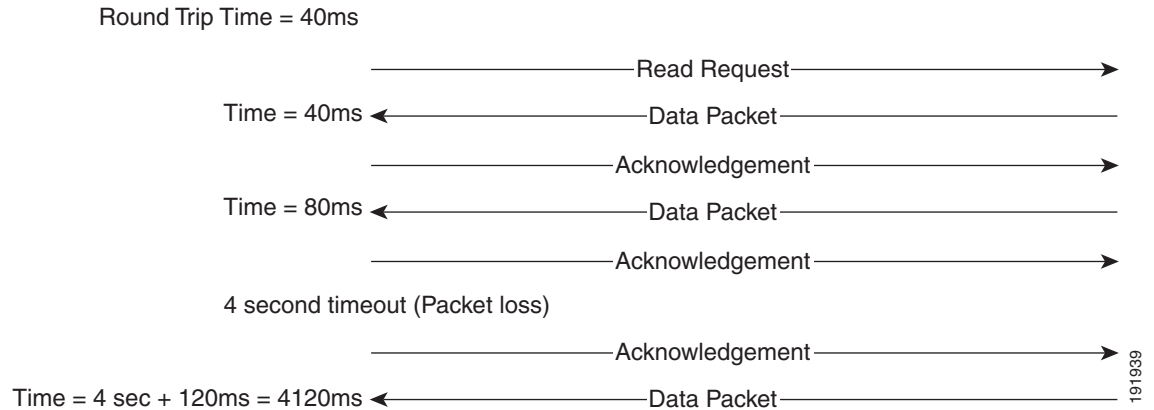 Round Trip Time = 40ms
Read Request
Time = 40ms
Data Packet
Acknowledgement
Time = 80ms
Data Packet
Acknowledgement
4 second timeout (Packet loss)
Acknowledgement
Time = 4 sec + 120ms = 4120ms
Data Packet
191939